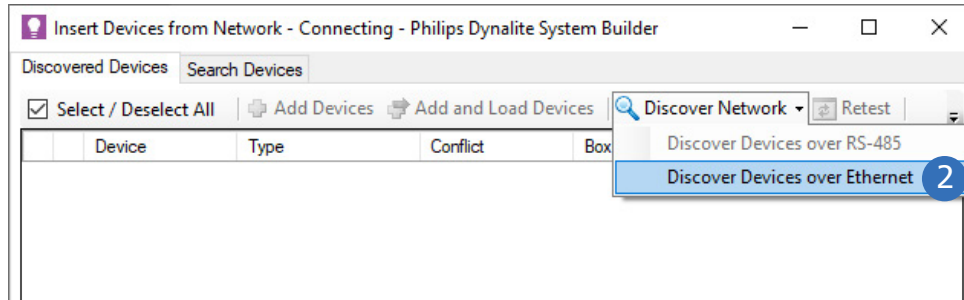 Insert Devices from Network - Connecting - Philips Dynalite System Builder
Discovered Devices Search Devices
Select / Deselect All Add Devices Add and Load Devices Discover Network Retest
Device Type Conflict Box
Discover Devices over RS-485
Discover Devices over Ethernet 2